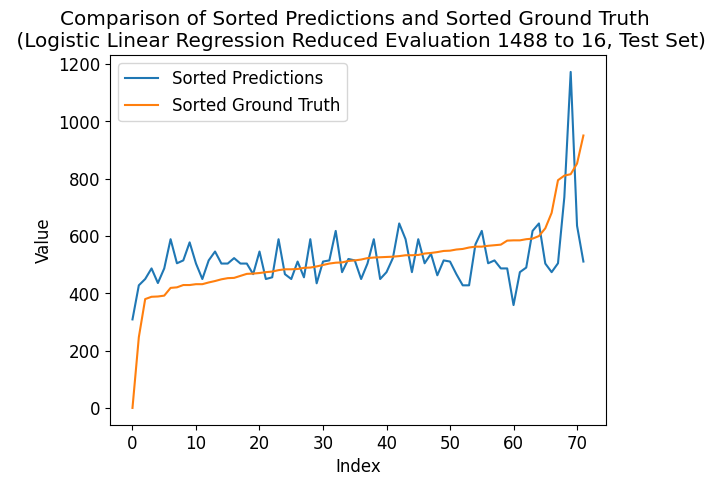 Comparison of Sorted Predictions and Sorted Ground Truth
(Logistic Linear Regression Reduced Evaluation 1488 to 16, Test Set)
Sorted Predictions
Sorted Ground Truth
1200
1000
800
600
400
200
0
Value
0 10 20 30 40 50 60 70
Index